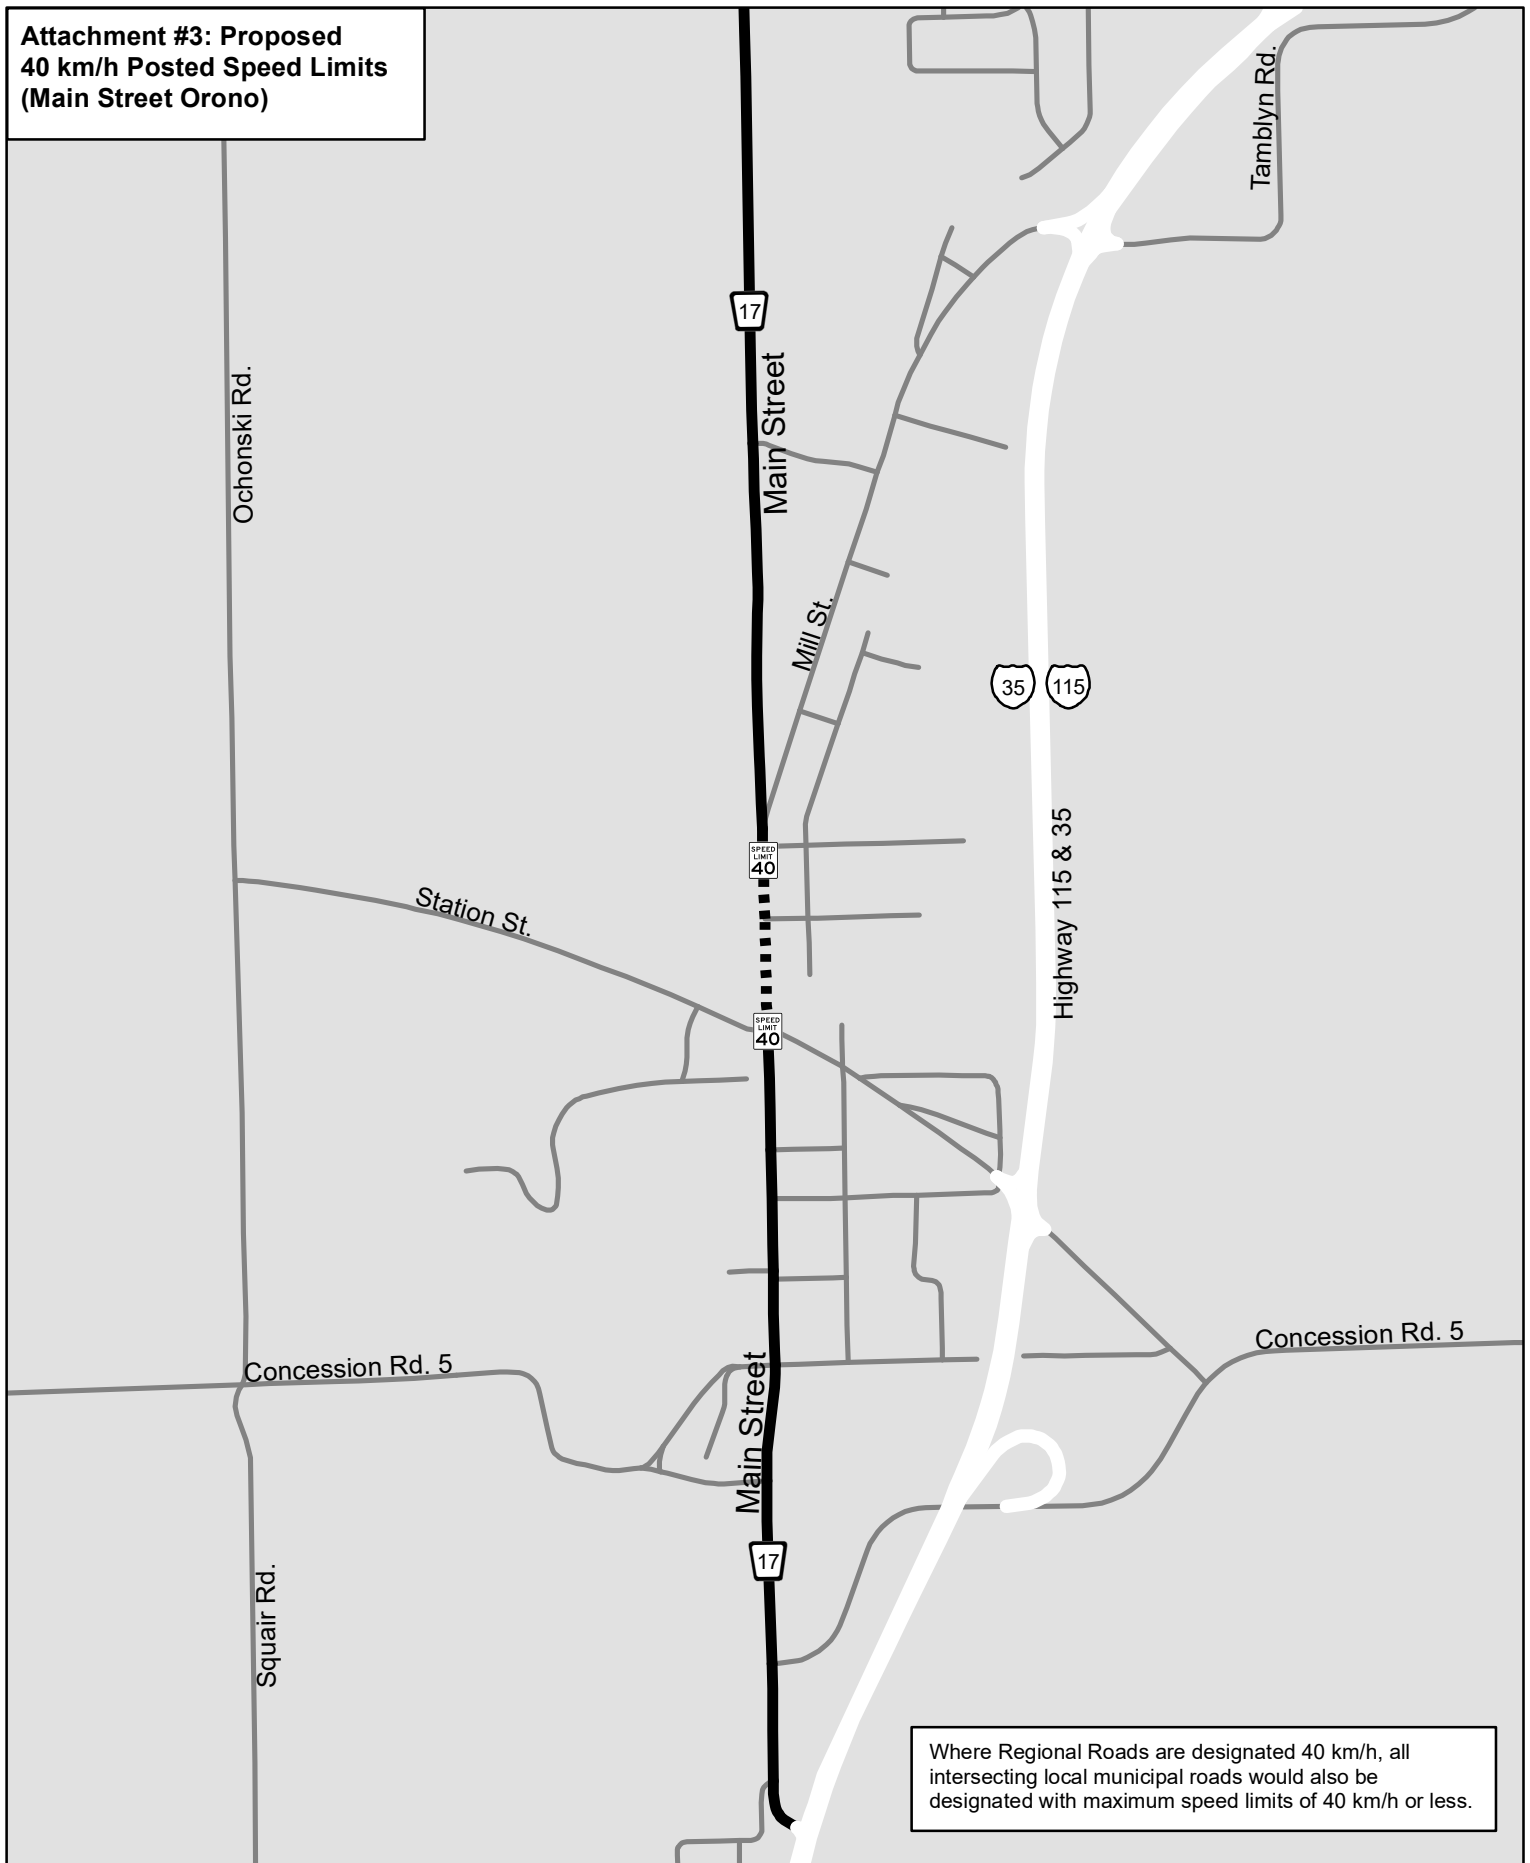 Attachment #3: Proposed
40 km/h Posted Speed Limits
(Main Street Orono)
Tamblyn Rd.
17
Main Street
Ochonski Rd.
Mill St.
35
115
Highway 115 & 35
SPEED
LIMIT
40
Station St.
SPEED
LIMIT
40
Concession Rd. 5
Concession Rd. 5
Main Street
17
Squair Rd.
Where Regional Roads are designated 40 km/h, all
intersecting local municipal roads would also be
designated with maximum speed limits of 40 km/h or less.